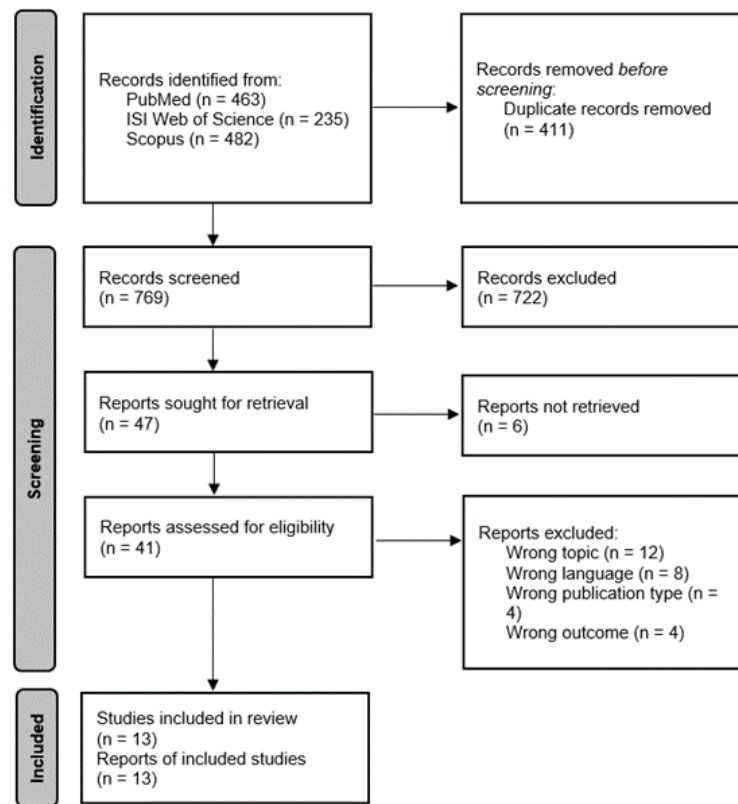 Identification
Records identified from:
PubMed (n = 463)
ISI Web of Science (n = 235)
Scopus (n = 482)
Records removed before
screening:
Duplicate records removed
(n = 411)
Screening
Records screened
(n = 769)
Records excluded
(n = 722)
Reports sought for retrieval
(n = 47)
Reports not retrieved
(n = 6)
Reports assessed for eligibility
(n = 41)
Reports excluded:
Wrong topic (n = 12)
Wrong language (n = 8)
Wrong publication type (n =
4)
Wrong outcome (n = 4)
Included
Studies included in review
(n = 13)
Reports of included studies
(n = 13)